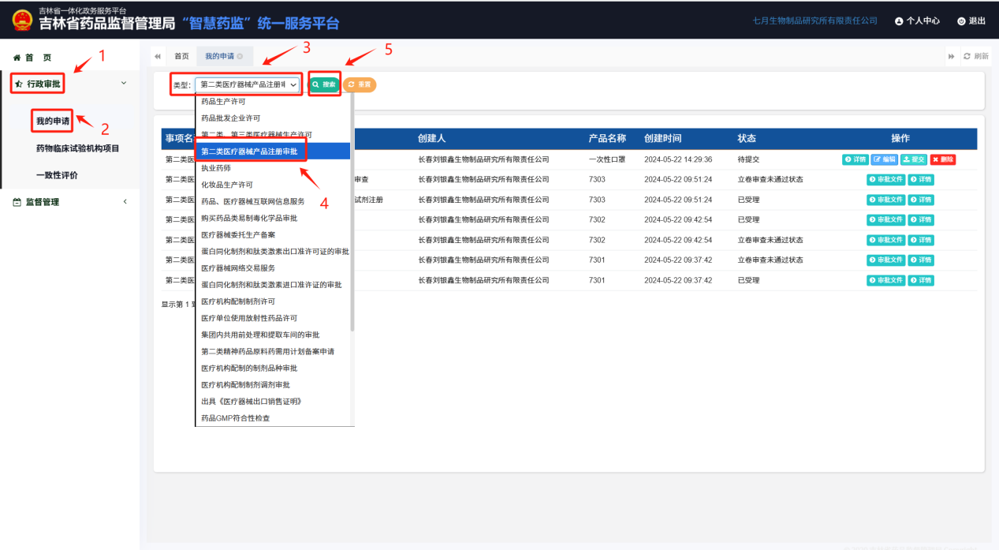 吉林省一体化政务服务平台
吉林省药品监督管理局 “智慧药监”统一服务平台
七月生物制品研究所有限责任公司 个人中心 退出
首 页
首页 我的申请
刷新
1 2 3 4 5
行政审批
我的申请
药物临床试验机构项目
一致性评价
监督管理
类型: 第二类医疗器械产品注册审 搜索 重置
药品生产许可
药品批发企业许可
第二类、第三类医疗器械生产许可
第二类医疗器械产品注册审批
执业药师
化妆品生产许可
药品、医疗器械互联网信息服务
购买药品类易制毒化学品审批
医疗器械委托生产备案
蛋白同化制剂和肽类激素出口准许可证的审批
医疗器械网络交易服务
蛋白同化制剂和肽类激素进口准许证的审批
医疗机构配制制剂许可
医疗单位使用放射性药品许可
集团内共用前处理和提取车间的审批
第二类精神药品原料药需用计划备案申请
医疗机构配制的制剂品种审批
医疗机构配制制剂调剂审批
出具《医疗器械出口销售证明》
药品GMP符合性检查
事项名 创建人 产品名称 创建时间 状态 操作
第二类医 长春刘银鑫生物制品研究所有限责任公司 一次性口罩 2024-05-22 14:29:36 待提交 详情 编辑 提交 删除
第二类医 审查 长春刘银鑫生物制品研究所有限责任公司 7303 2024-05-22 09:51:24 立卷审查未通过状态 审批文件 详情
第二类医 试剂注册 长春刘银鑫生物制品研究所有限责任公司 7303 2024-05-22 09:51:24 已受理 审批文件 详情
第二类医 长春刘银鑫生物制品研究所有限责任公司 7302 2024-05-22 09:42:54 已受理 审批文件 详情
第二类医 长春刘银鑫生物制品研究所有限责任公司 7302 2024-05-22 09:42:54 立卷审查未通过状态 审批文件 详情
第二类医 长春刘银鑫生物制品研究所有限责任公司 7301 2024-05-22 09:37:42 立卷审查未通过状态 审批文件 详情
第二类医 长春刘银鑫生物制品研究所有限责任公司 7301 2024-05-22 09:37:42 已受理 审批文件 详情
显示第 1 到